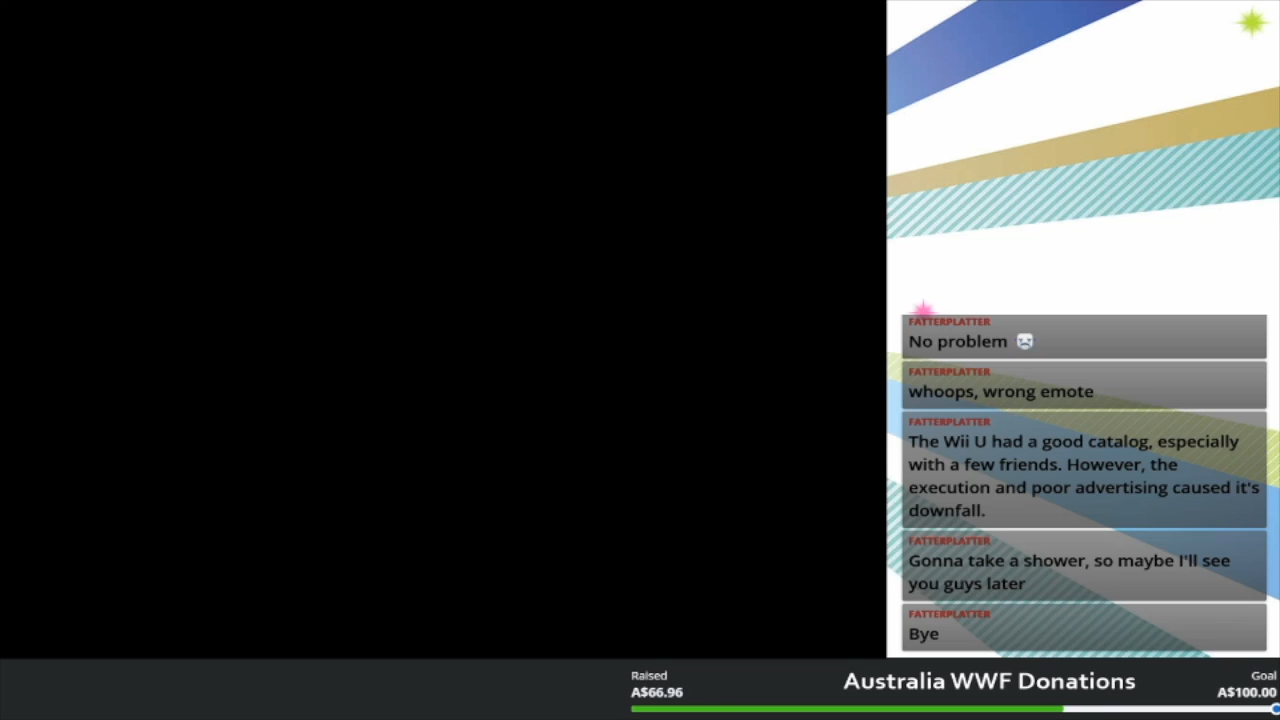 FATTERPLATTER
No problem
FATTERPLATTER
whoops, wrong emote
FATTERPLATTER
The Wii U had a good catalog, especially
with a few friends. However, the
execution and poor advertising caused it's
downfall.
FATTERPLATTER
Gonna take a shower, so maybe I'll see
you guys later
FATTERPLATTER
Bye
Raised
A$66.96
Australia WWF Donations
Goal
A$100.00